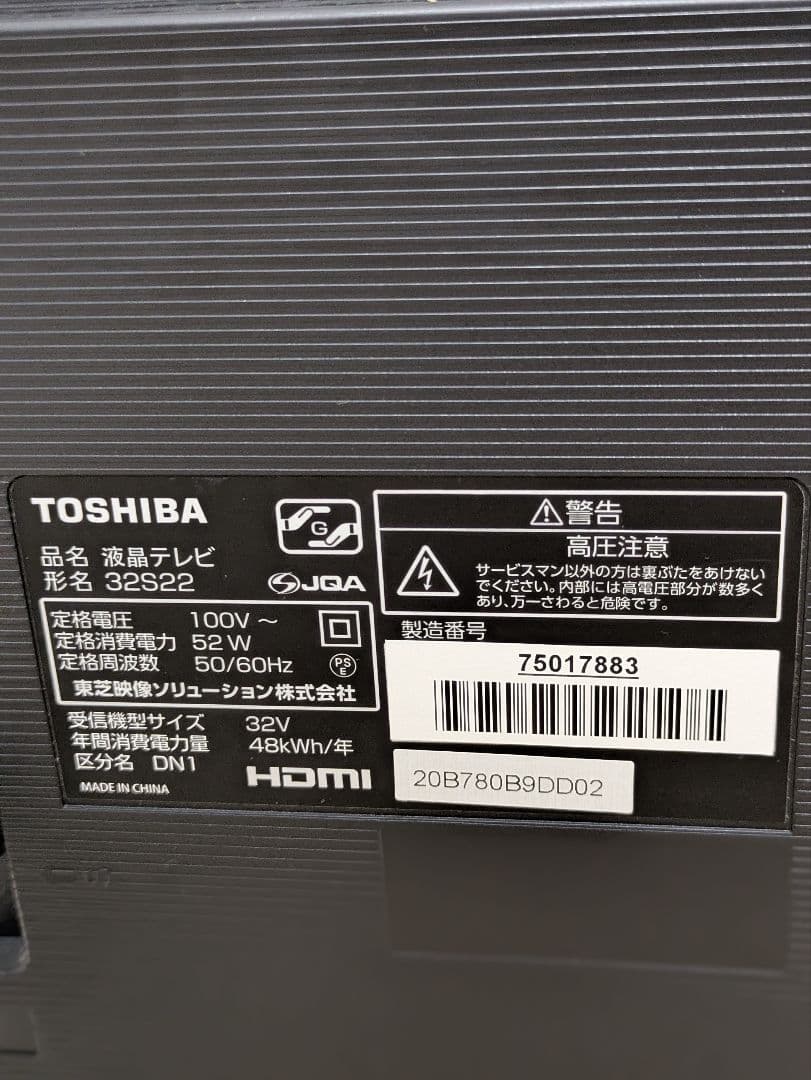 TOSHIBA
G
品名 液晶テレビ
形名 32S22
JQA
定格電圧 100V～
定格消費電力 52W
定格周波数 50/60Hz
PS
E
東芝映像ソリューション株式会社
受信機型サイズ 32V
年間消費電力量 48kWh/年
区分名 DN1
MADE IN CHINA
HDMI
警告
高圧注意
サービスマン以外の方は裏ぶたをあけない
でください。内部には高電圧部分が数多く
あり、万一さわると危険です。
製造番号
75017883
20B780B9DD02